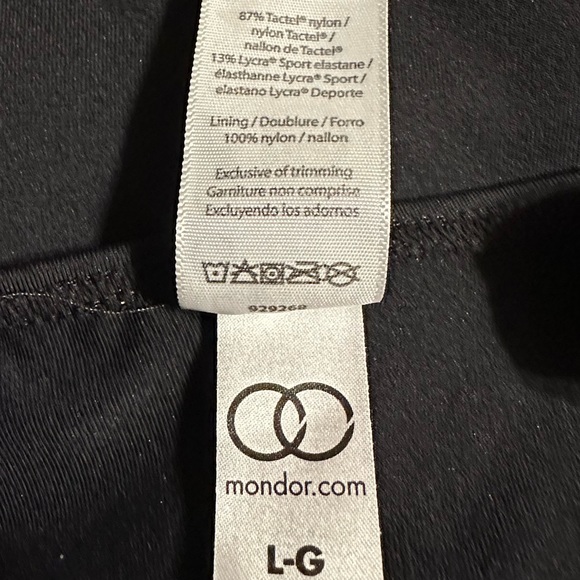 87% Tactel® nylon /
nylon Tactel® /
nailon de Tactel®
13% Lycra® Sport elastane /
élasthanne Lycra® Sport /
elastano Lycra® Deporte
Lining / Doublure / Forro
100% nylon / nailon
Exclusive of trimming
Garniture non comprise
Excluyendo los adornos
929268
mondor.com
L-G